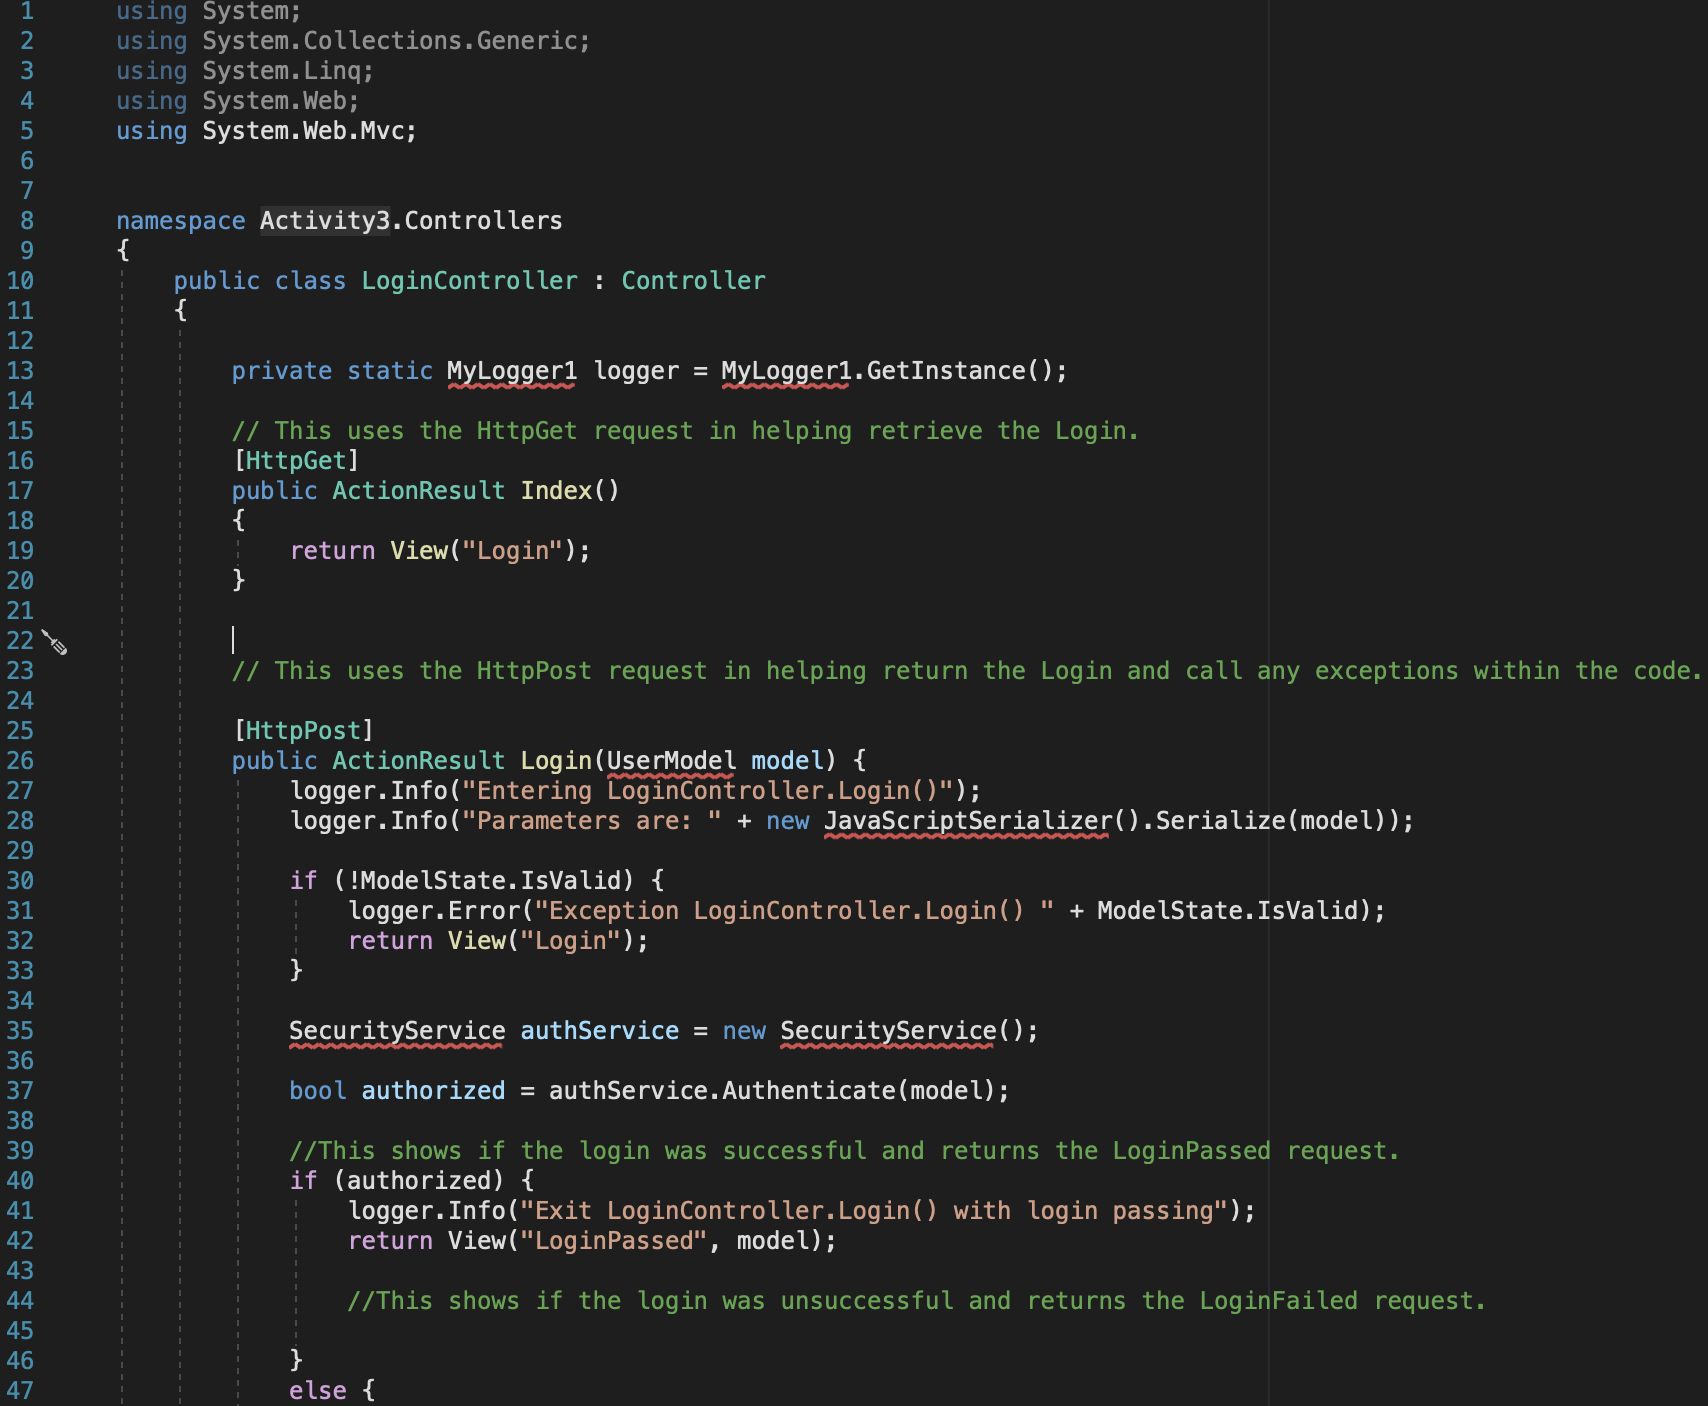 1 using System;
2 using System.Collections.Generic;
3 using System.Linq;
4 using System.Web;
5 using System.Web.Mvc;
6
7
8 namespace Activity3.Controllers
9 {
10 public class LoginController : Controller
11 {
12
13 private static MyLogger1 logger = MyLogger1.GetInstance();
14
15 // This uses the HttpGet request in helping retrieve the Login.
16 [HttpGet]
17 public ActionResult Index()
18 {
19 return View("Login");
20 }
21
22
23 // This uses the HttpPost request in helping return the Login and call any exceptions within the code.
24
25 [HttpPost]
26 public ActionResult Login(UserModel model) {
27 logger.Info("Entering LoginController.Login()");
28 logger.Info("Parameters are: " + new JavaScriptSerializer().Serialize(model));
29
30 if (!ModelState.IsValid) {
31 logger.Error("Exception LoginController.Login() " + ModelState.IsValid);
32 return View("Login");
33 }
34
35 SecurityService authService = new SecurityService();
36
37 bool authorized = authService.Authenticate(model);
38
39 //This shows if the login was successful and returns the LoginPassed request.
40 if (authorized) {
41 logger.Info("Exit LoginController.Login() with login passing");
42 return View("LoginPassed", model);
43
44 //This shows if the login was unsuccessful and returns the LoginFailed request.
45
46 }
47 else {